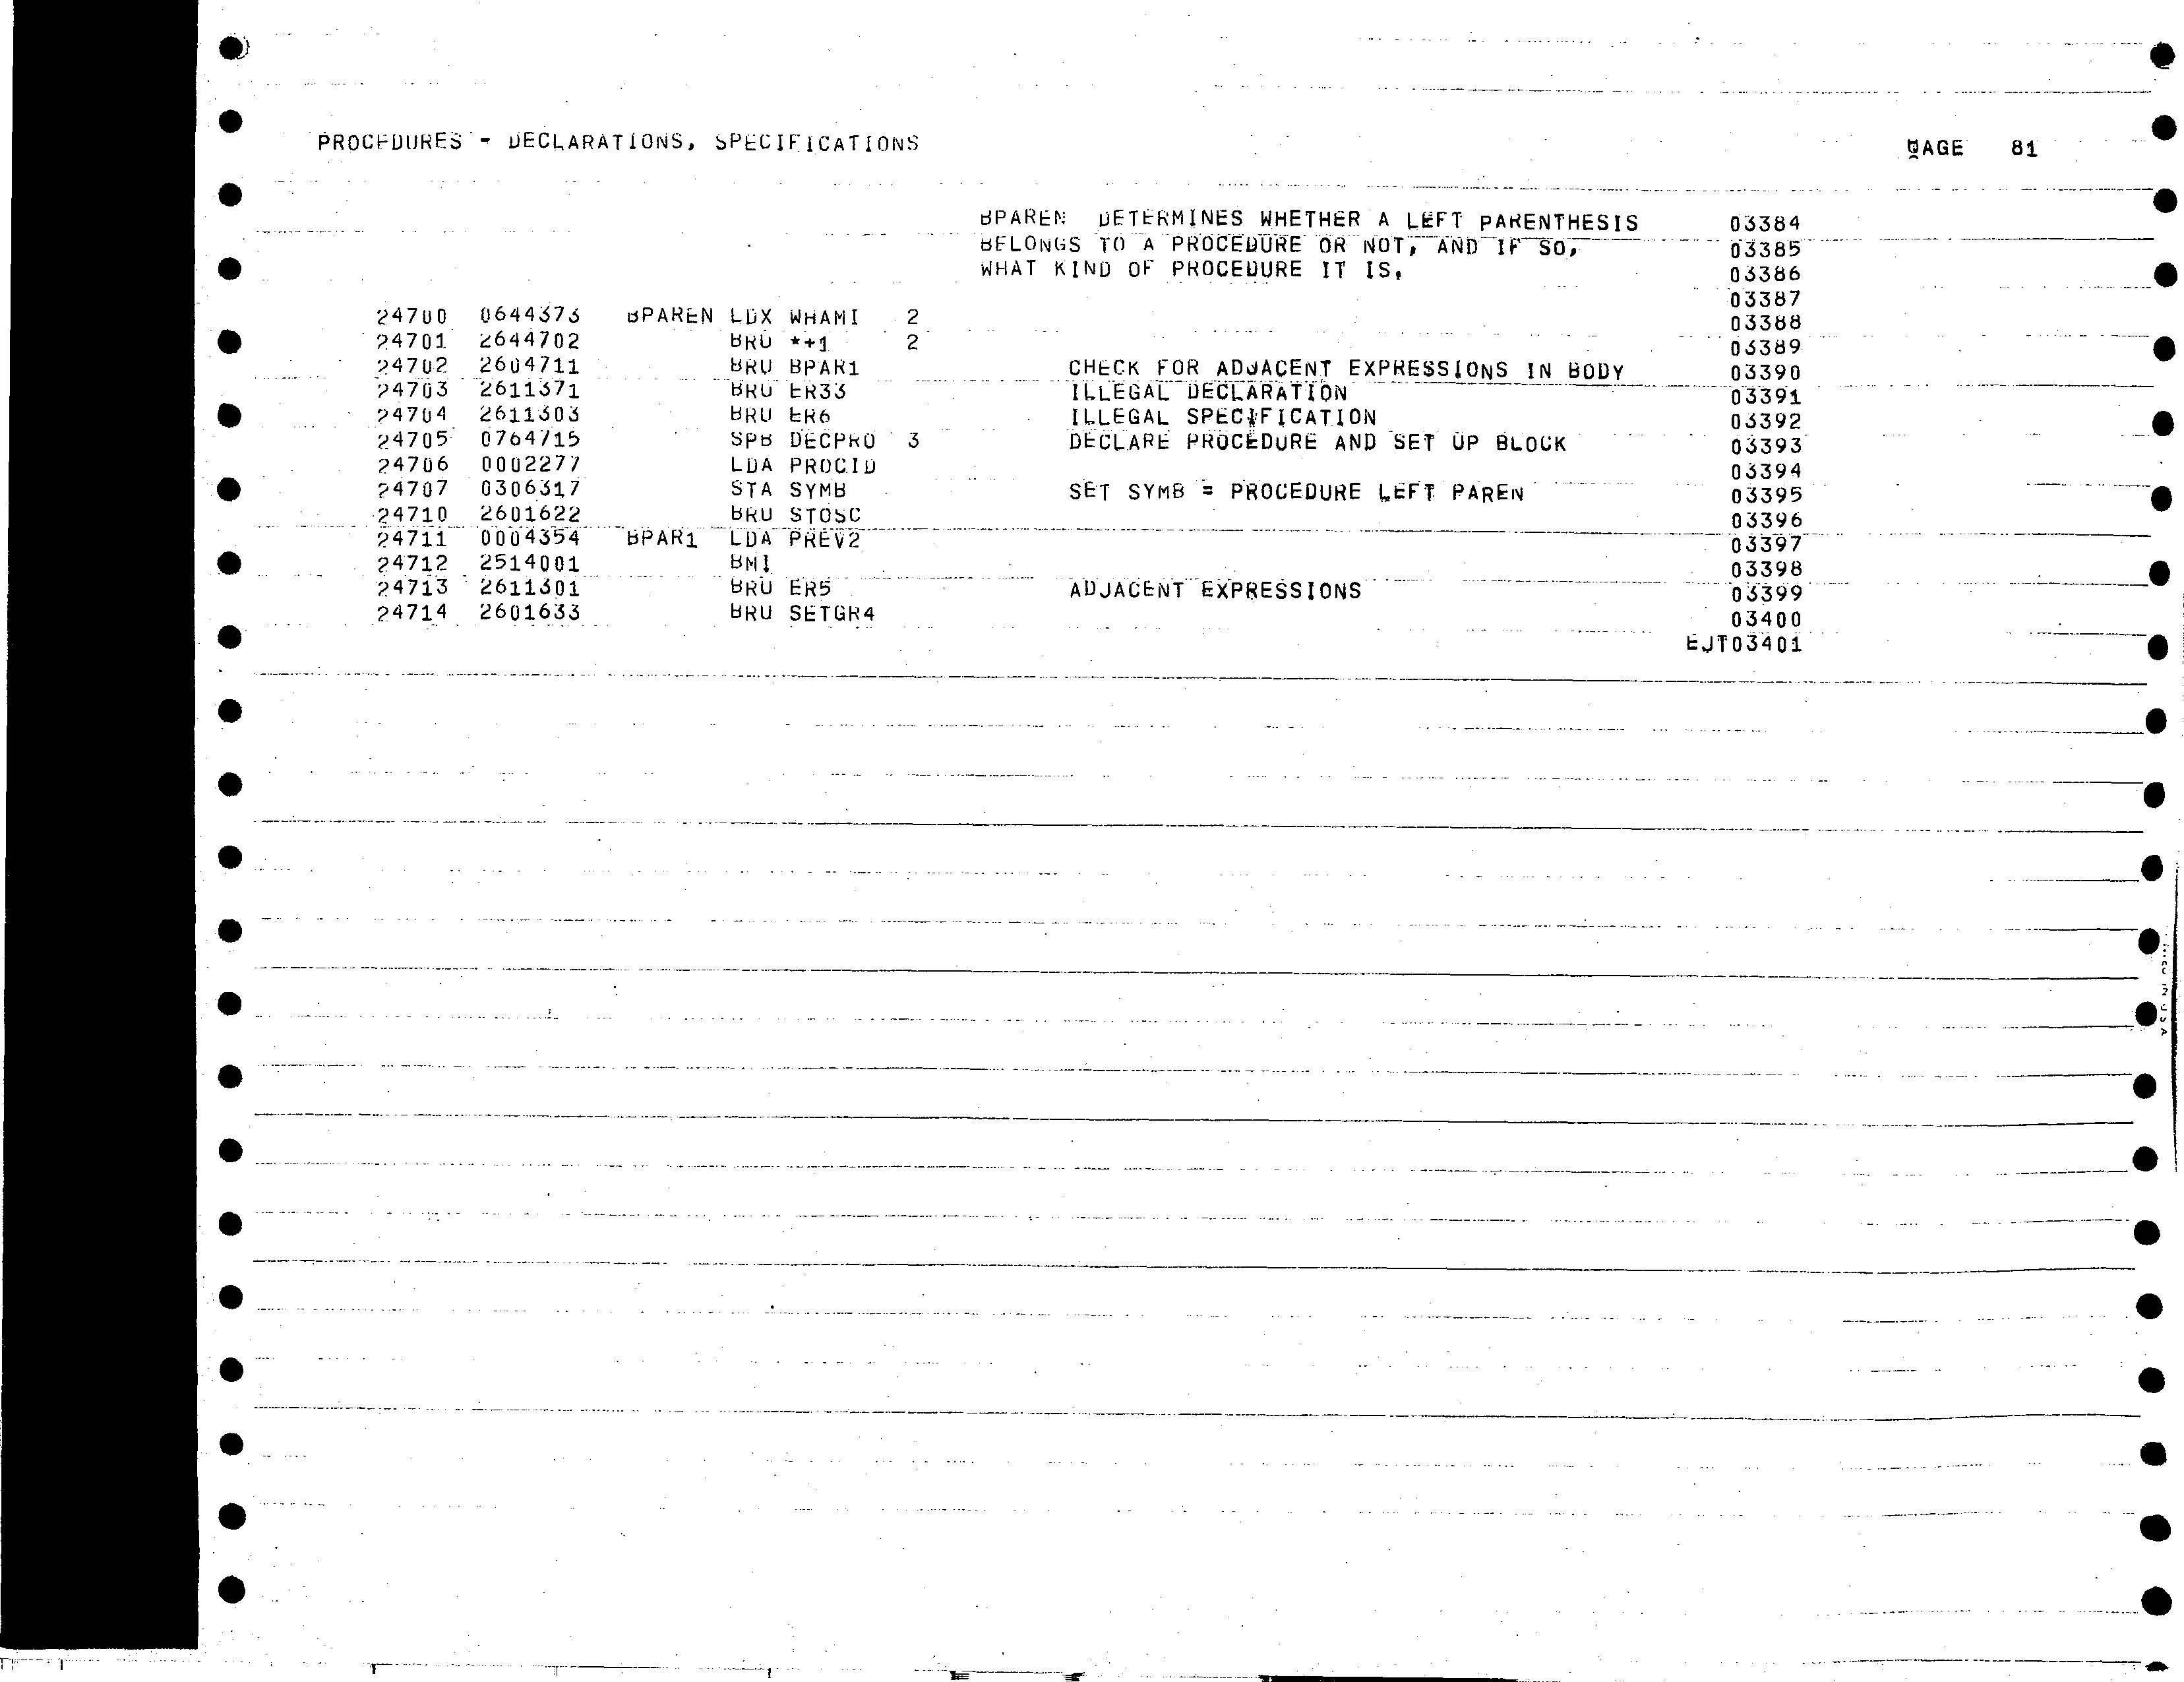 PROCEDURES - DECLARATIONS, SPECIFICATIONS PAGE 81
BPAREN DETERMINES WHETHER A LEFT PARENTHESIS 03384
BELONGS TO A PROCEDURE OR NOT, AND IF SO, 03385
WHAT KIND OF PROCEDURE IT IS. 03386
03387
24700 0644373 BPAREN LDX WHAMI 2 03388
24701 2644702 BRU *+1 2 03389
24702 2604711 BRU BPAR1 CHECK FOR ADJACENT EXPRESSIONS IN BODY 03390
24703 2611371 BRU ER33 ILLEGAL DECLARATION 03391
24704 2611303 BRU ER6 ILLEGAL SPECIFICATION 03392
24705 0764715 SPB DECPRO 3 DECLARE PROCEDURE AND SET UP BLOCK 03393
24706 0002277 LDA PROCID 03394
24707 0306317 STA SYMB SET SYMB = PROCEDURE LEFT PAREN 03395
24710 2601622 BRU STOSC 03396
24711 0004354 BPAR1 LDA PREV2 03397
24712 2514001 BMI 03398
24713 2611301 BRU ER5 ADJACENT EXPRESSIONS 03399
24714 2601633 BRU SETGR4 03400
EJT03401